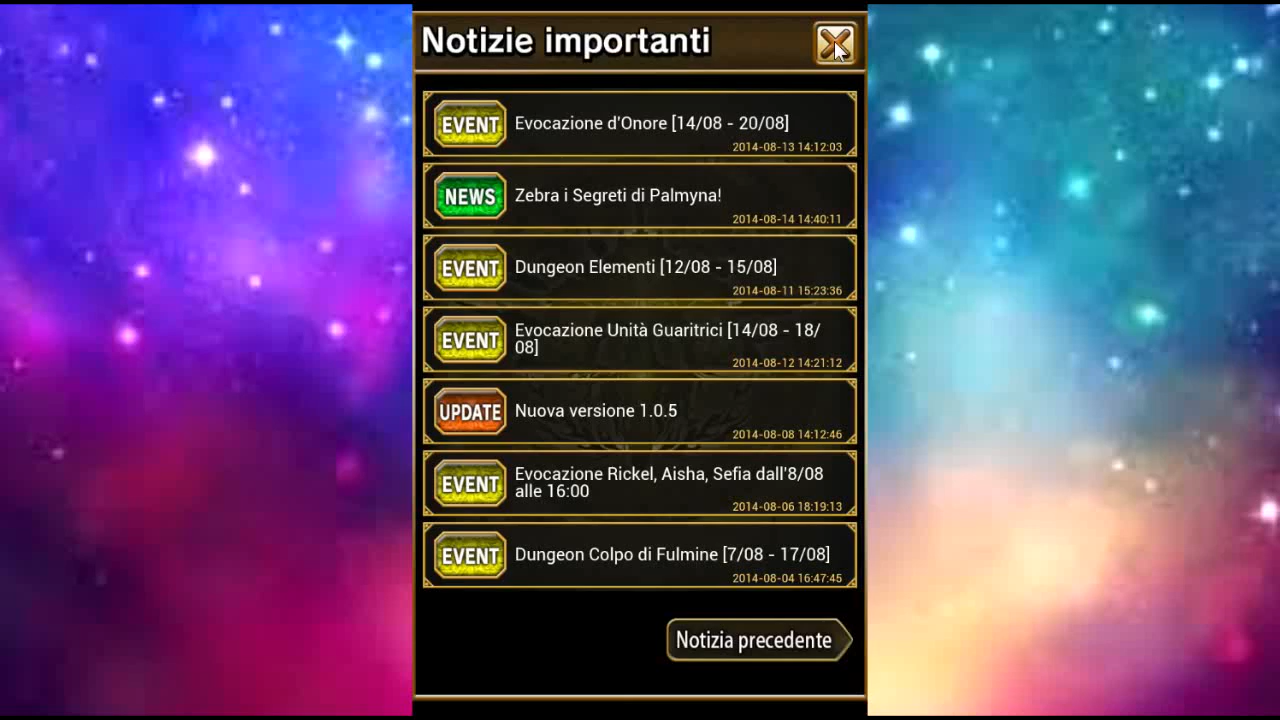 Notizie importanti
EVENT
Evocazione d'Onore [14/08 - 20/08]
2014-08-13 14:12:03
NEWS
Zebra i Segreti di Palmyna!
2014-08-14 14:40:11
EVENT
Dungeon Elementi [12/08 - 15/08]
2014-08-11 15:23:36
EVENT
Evocazione Unità Guaritrici [14/08 - 18/
08]
2014-08-12 14:21:12
UPDATE
Nuova versione 1.0.5
2014-08-08 14:12:46
EVENT
Evocazione Rickel, Aisha, Sefia dall'8/08
alle 16:00
2014-08-06 18:19:13
EVENT
Dungeon Colpo di Fulmine [7/08 - 17/08]
2014-08-04 16:47:45
Notizia precedente